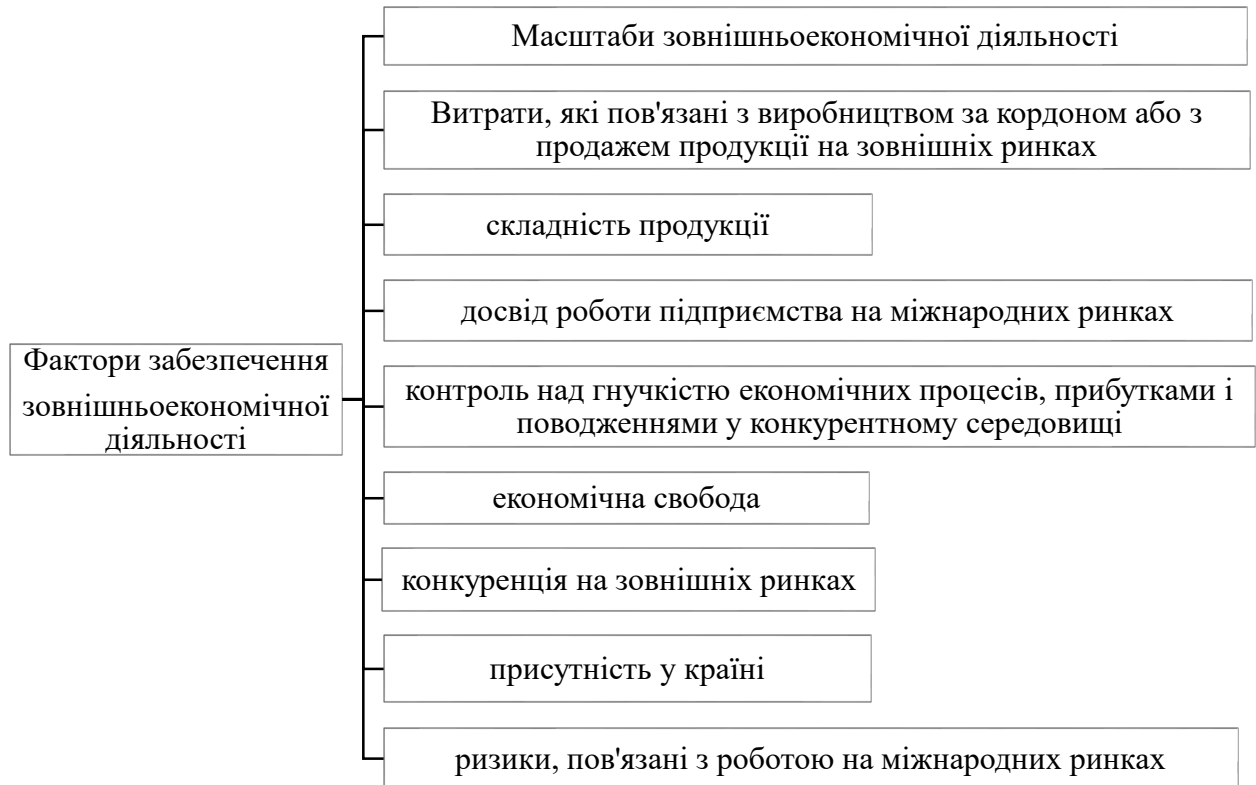 Масштаби зовнішньоекономічної діяльності
Витрати, які пов'язані з виробництвом за кордоном або з
продажем продукції на зовнішніх ринках
складність продукції
досвід роботи підприємства на міжнародних ринках
Фактори забезпечення
зовнішньоекономічної
діяльності
контроль над гнучкістю економічних процесів, прибутками і
поводженнями у конкурентному середовищі
економічна свобода
конкуренція на зовнішніх ринках
присутність у країні
ризики, пов'язані з роботою на міжнародних ринках